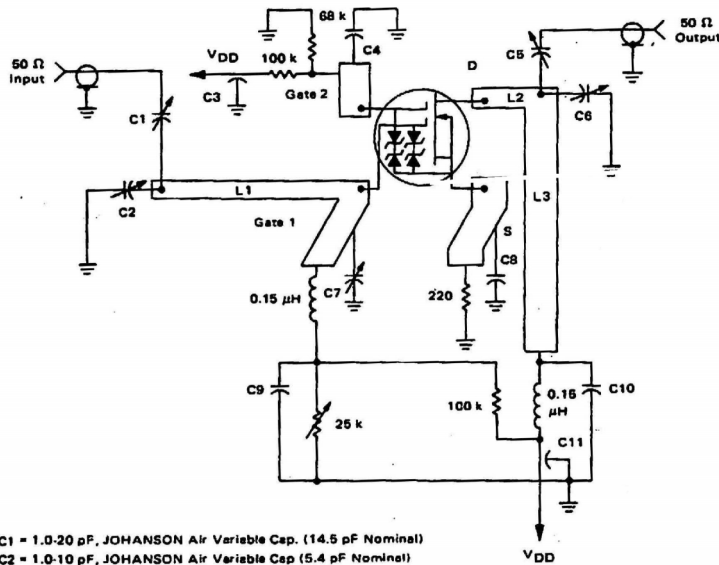 68 k
50 Ω
Input
VDD
100 k
C4
C3
Gate 2
D
C5
50 Ω
Output
C1
L2
C6
C2
L1
L3
Gate 1
S
C8
C7
0.15 μH
220
C9
25 k
100 k
0.15
μH
C10
C11
VDD
C1 = 1.0-20 pF, JOHANSON Air Variable Cap. (14.5 pF Nominal)
C2 = 1.0-10 pF, JOHANSON Air Variable Cap (5.4 pF Nominal)